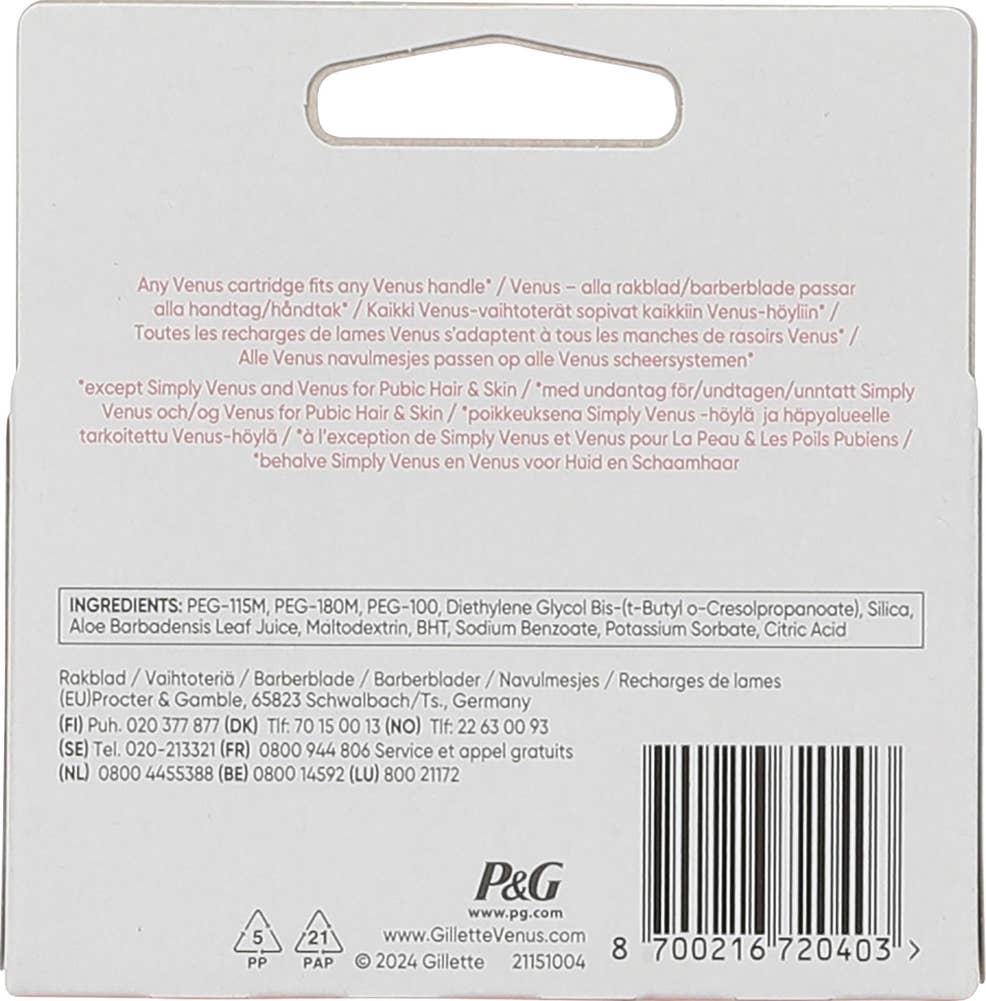 Any Venus cartridge fits any Venus handle* / Venus – alla rakblad/barberblade passar
alla handtag/håndtak* / Kaikki Venus-vaihtoterät sopivat kaikkiin Venus-höyliin* /
Toutes les recharges de lames Venus s'adaptent à tous les manches de rasoirs Venus* /
Alle Venus navulmesjes passen op alle Venus scheersystemen*
*except Simply Venus and Venus for Pubic Hair & Skin / *med undantag för/undtagen/unntatt Simply
Venus och/og Venus for Pubic Hair & Skin / *poikkeuksena Simply Venus -höylä ja häpyalueelle
tarkoitettu Venus-höylä / *à l'exception de Simply Venus et Venus pour La Peau & Les Poils Pubiens /
*behalve Simply Venus en Venus voor Huid en Schaamhaar
INGREDIENTS: PEG-115M, PEG-180M, PEG-100, Diethylene Glycol Bis-(t-Butyl o-Cresolpropanoate), Silica,
Aloe Barbadensis Leaf Juice, Maltodextrin, BHT, Sodium Benzoate, Potassium Sorbate, Citric Acid
Rakblad / Vaihtoteriä / Barberblade / Barberblader / Navulmesjes / Recharges de lames
(EU)Procter & Gamble, 65823 Schwalbach/Ts., Germany
(FI) Puh. 020 377 877 (DK) Tlf: 70 15 00 13 (NO) Tlf: 22 63 00 93
(SE) Tel. 020-213321 (FR) 0800 944 806 Service et appel gratuits
(NL) 0800 4455388 (BE) 0800 14592 (LU) 800 21172
P&G
www.pg.com
5
PP
21
PAP
www.GilletteVenus.com
© 2024 Gillette 21151004
8 700216 720403 >